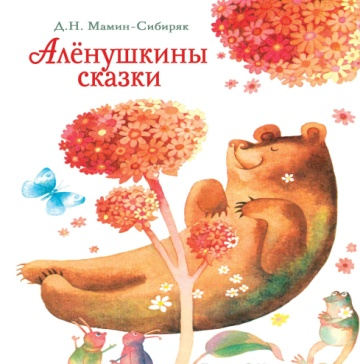 Д.Н. Мамин-Сибиряк
Алёнушкины
сказки